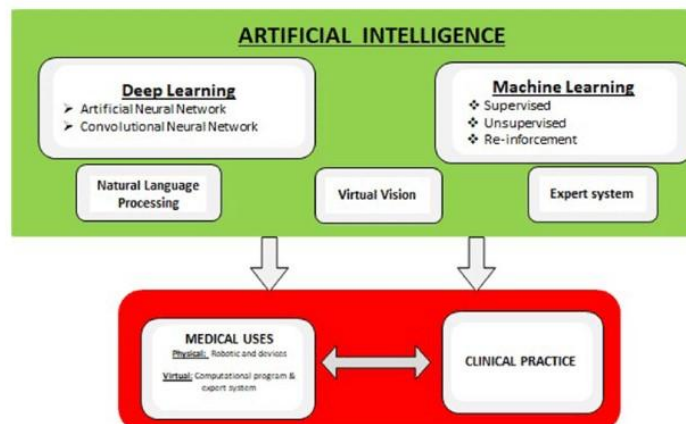 ARTIFICIAL INTELLIGENCE
Deep Learning
➢ Artificial Neural Network
➢ Convolutional Neural Network
Machine Learning
❖ Supervised
❖ Unsupervised
❖ Re-inforcement
Natural Language
Processing
Virtual Vision
Expert system
MEDICAL USES
Physical: Robotic and devices
Virtual: Computational program &
expert system
CLINICAL PRACTICE